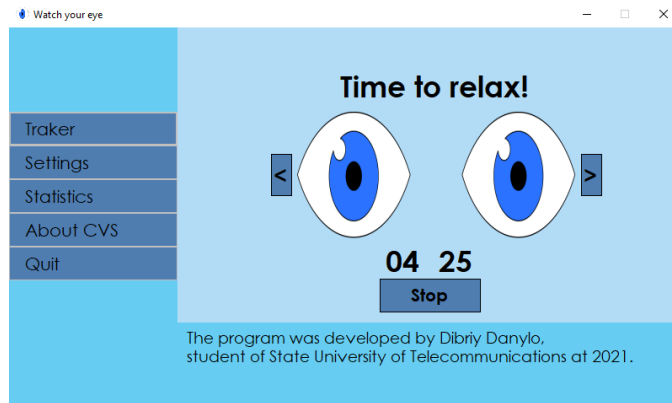 Watch your eye
Time to relax!
Traker
Settings
Statistics
About CVS
Quit
< >
04 25
Stop
The program was developed by Dibriy Danylo,
student of State University of Telecommunications at 2021.